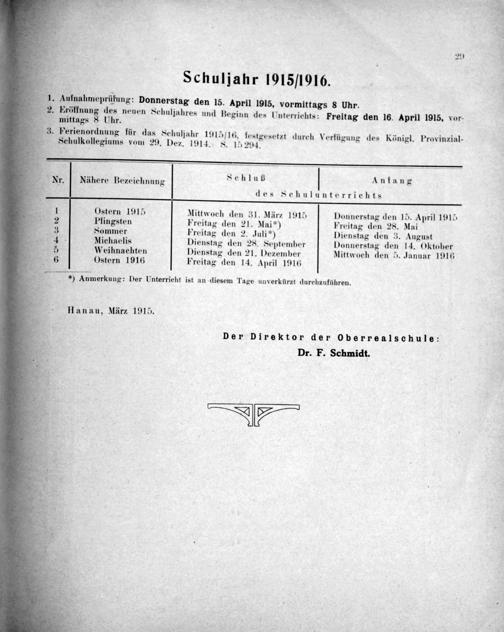 29
Schuljahr 1915/1916.
1. Aufnahmeprüfung: Donnerstag den 15. April 1915, vormittags 8 Uhr.
2. Eröffnung des neuen Schuljahres und Beginn des Unterrichts: Freitag den 16. April 1915, vor-
mittags 8 Uhr.
3. Ferienordnung für das Schuljahr 1915/16, festgesetzt durch Verfügung des Königl. Provinzial-
Schulkollegiums vom 29. Dez. 1914. S. 15294.
Nr. Nähere Bezeichnung Schluß Anfang
des Schulunterrichts
1 Ostern 1915 Mittwoch den 31. März 1915 Donnerstag den 15. April 1915
2 Pfingsten Freitag den 21. Mai*) Freitag den 28. Mai
3 Sommer Freitag den 2. Juli*) Dienstag den 3. August
4 Michaelis Dienstag den 28. September Donnerstag den 14. Oktober
5 Weihnachten Dienstag den 21. Dezember Mittwoch den 5. Januar 1916
6 Ostern 1916 Freitag den 14. April 1916
*) Anmerkung: Der Unterricht ist an diesem Tage unverkürzt durchzuführen.
Hanau, März 1915.
Der Direktor der Oberrealschule:
Dr. F. Schmidt.